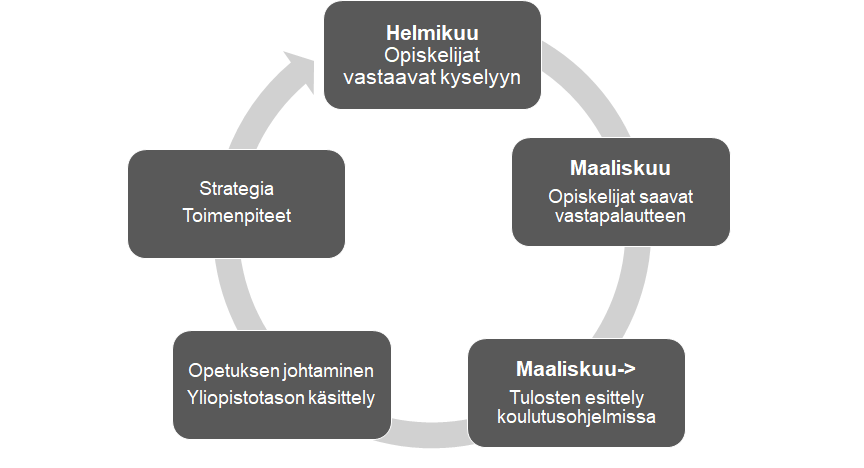 Helmikuu
Opiskelijat
vastaavat kyselyyn
Maaliskuu
Opiskelijat saavat
vastapalautteen
Maaliskuu->
Tulosten esittely
koulutusohjelmissa
Opetuksen johtaminen
Yliopistotason käsittely
Strategia
Toimenpiteet